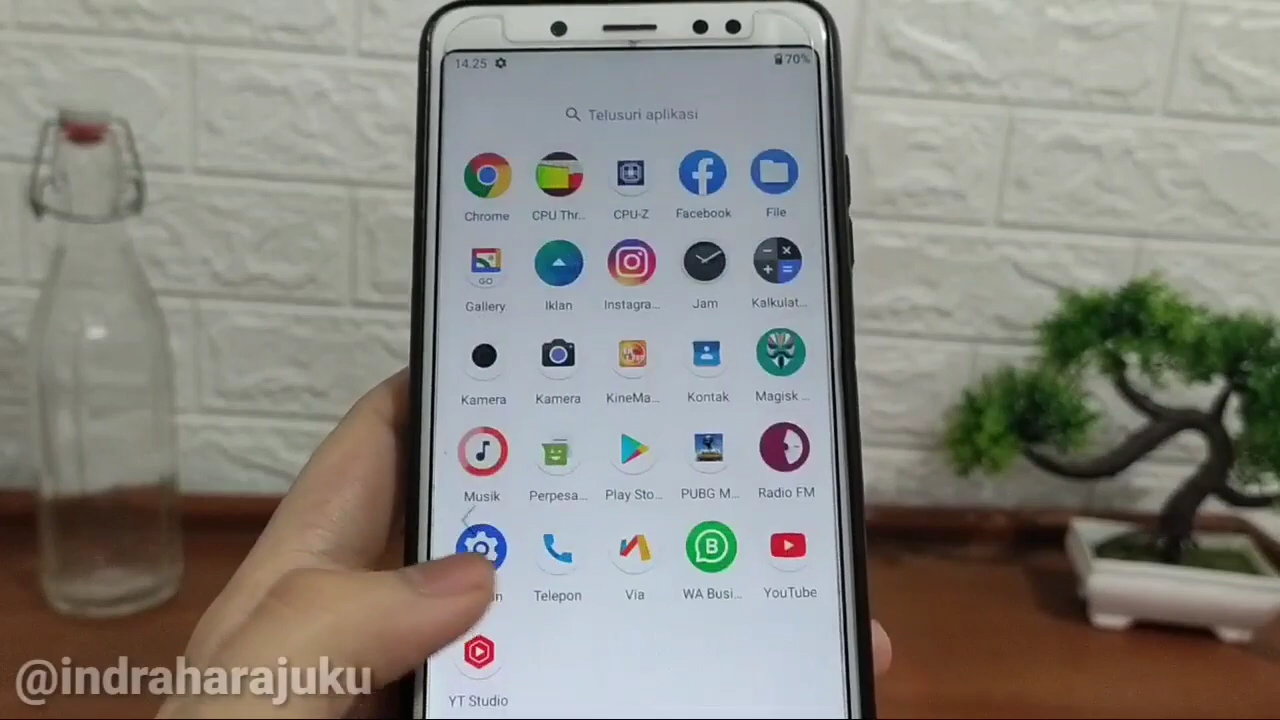 14.25
70%
Telusuri aplikasi
Chrome
CPU Thr...
CPU-Z
Facebook
File
GO
Gallery
Iklan
Instagra...
Jam
Kalkulat...
Kamera
Kamera
KineMa...
Kontak
Magisk ...
Musik
Perpesa...
Play Sto...
PUBG M...
Radio FM
Telepon
Via
B
WA Busi...
YouTube
YT Studio
@indraharajuku